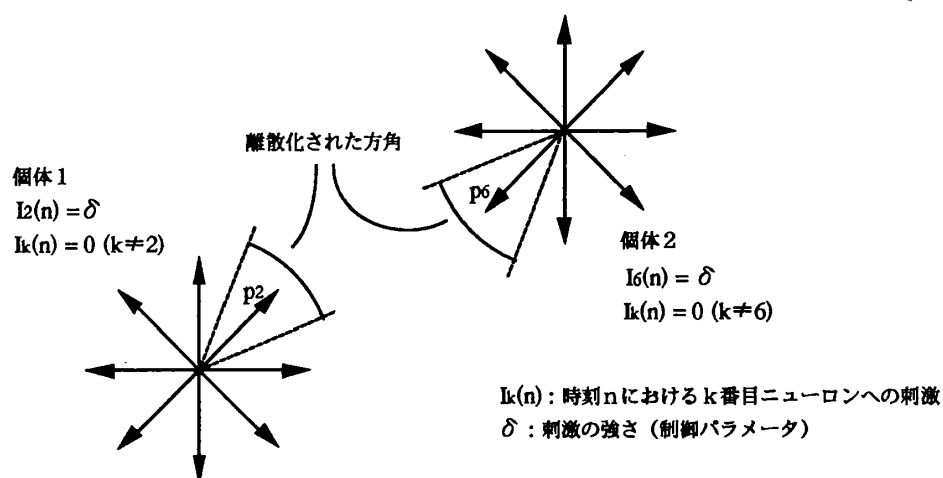 離散化された方角
個体1
I2(n) = δ
Ik(n) = 0 (k≠2)
p2
p6
個体2
I6(n) = δ
Ik(n) = 0 (k≠6)
Ik(n) : 時刻nにおけるk番目ニューロンへの刺激
δ : 刺激の強さ（制御パラメータ）